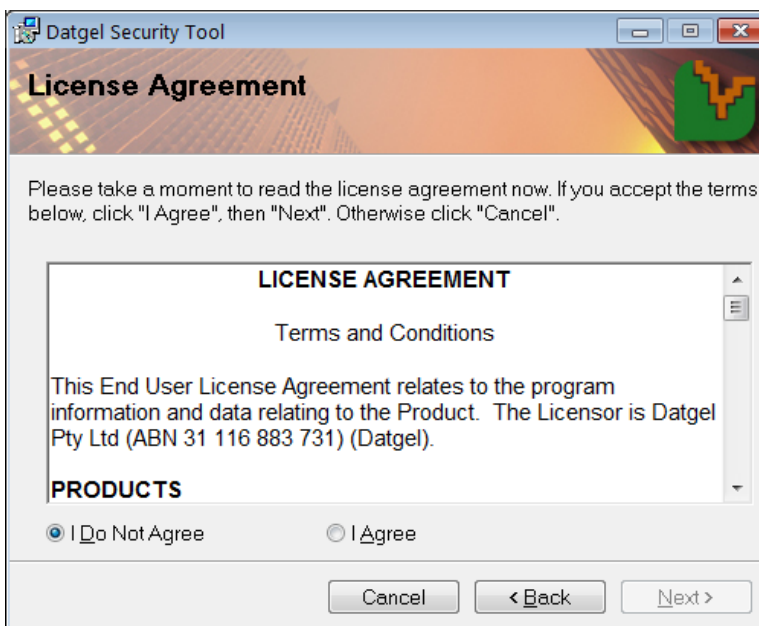 Datgel Security Tool
License Agreement
Please take a moment to read the license agreement now. If you accept the terms
below, click "I Agree", then "Next". Otherwise click "Cancel".
LICENSE AGREEMENT
Terms and Conditions
This End User License Agreement relates to the program
information and data relating to the Product.  The Licensor is Datgel
Pty Ltd (ABN 31 116 883 731) (Datgel).
PRODUCTS
I Do Not Agree
I Agree
Cancel
< Back
Next >